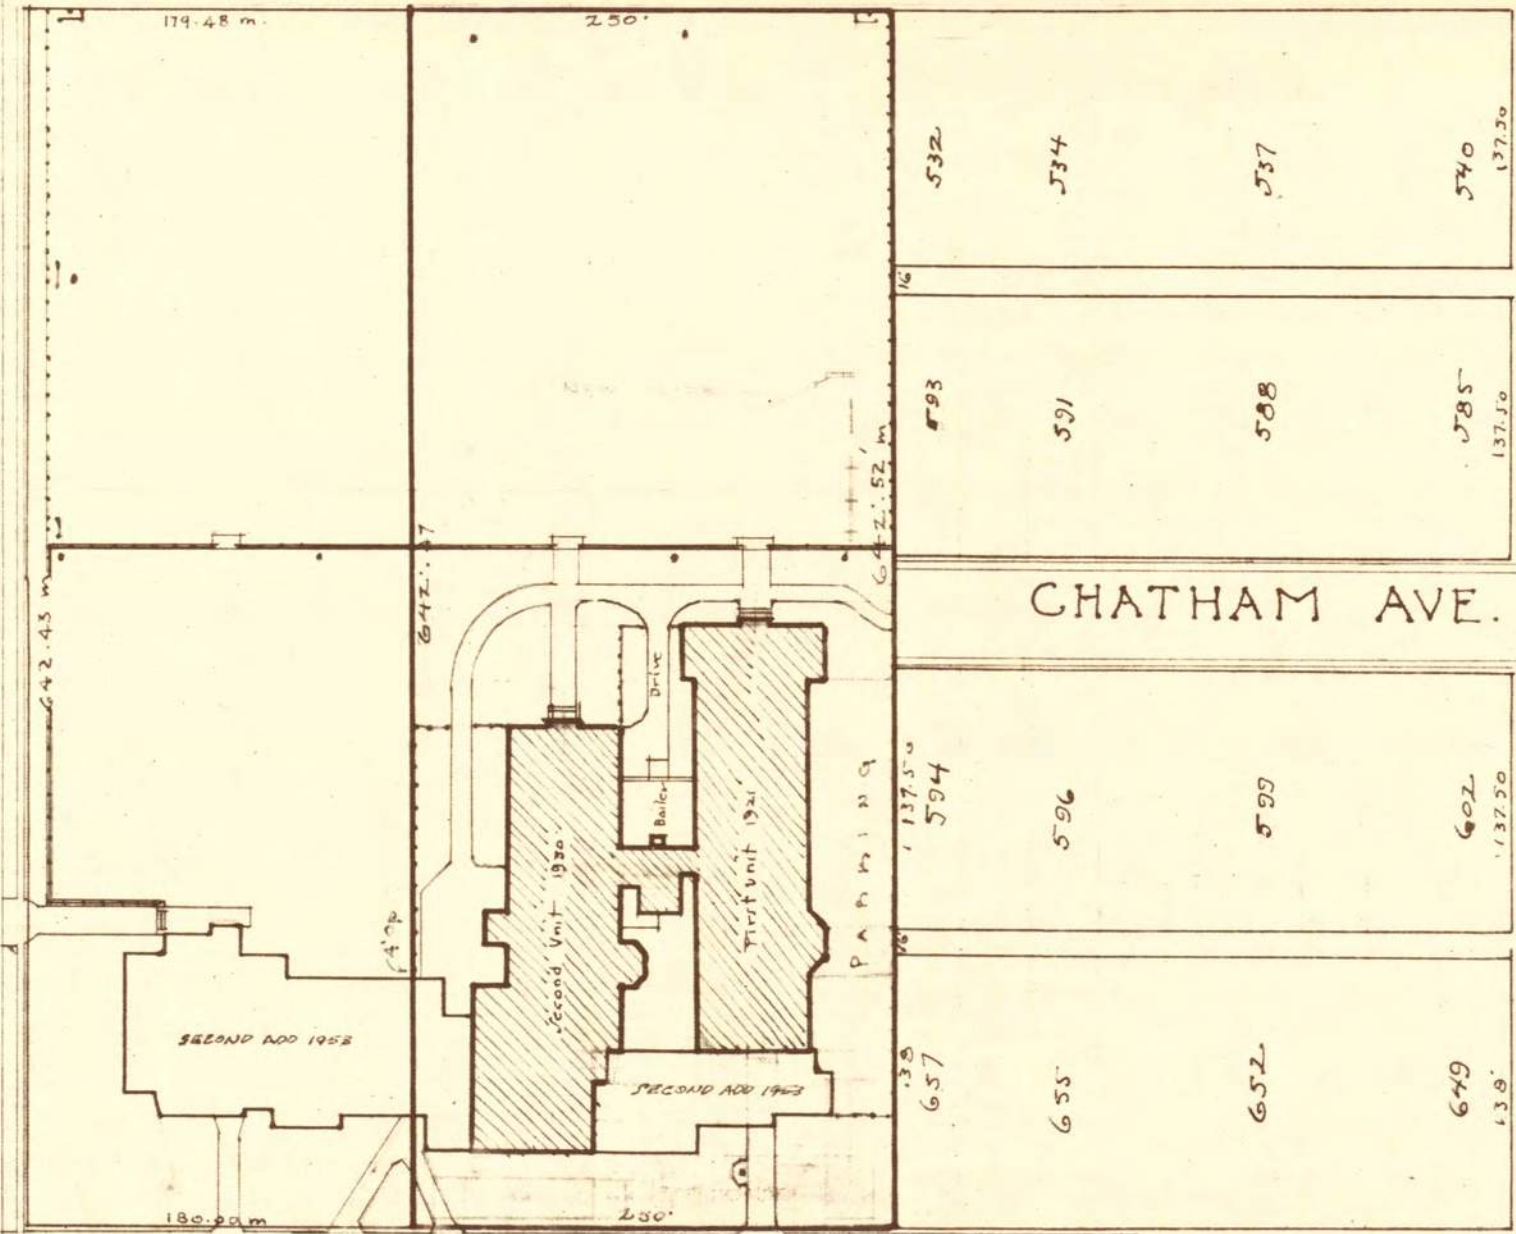 179.48 m.
250'
532
534
537
540
137.50
16'
593
591
588
585
137.50
642'.52' m
642'.47
642.43 m
CHATHAM AVE.
Drive
Boiler
First Unit 1921
Second Unit 1930
PARKING
137.50
594
596
599
602
137.50
16'
4' Op
SECOND ADD 1953
SECOND ADD 1953
138
657
655
652
649
138'
180.00 m
250'